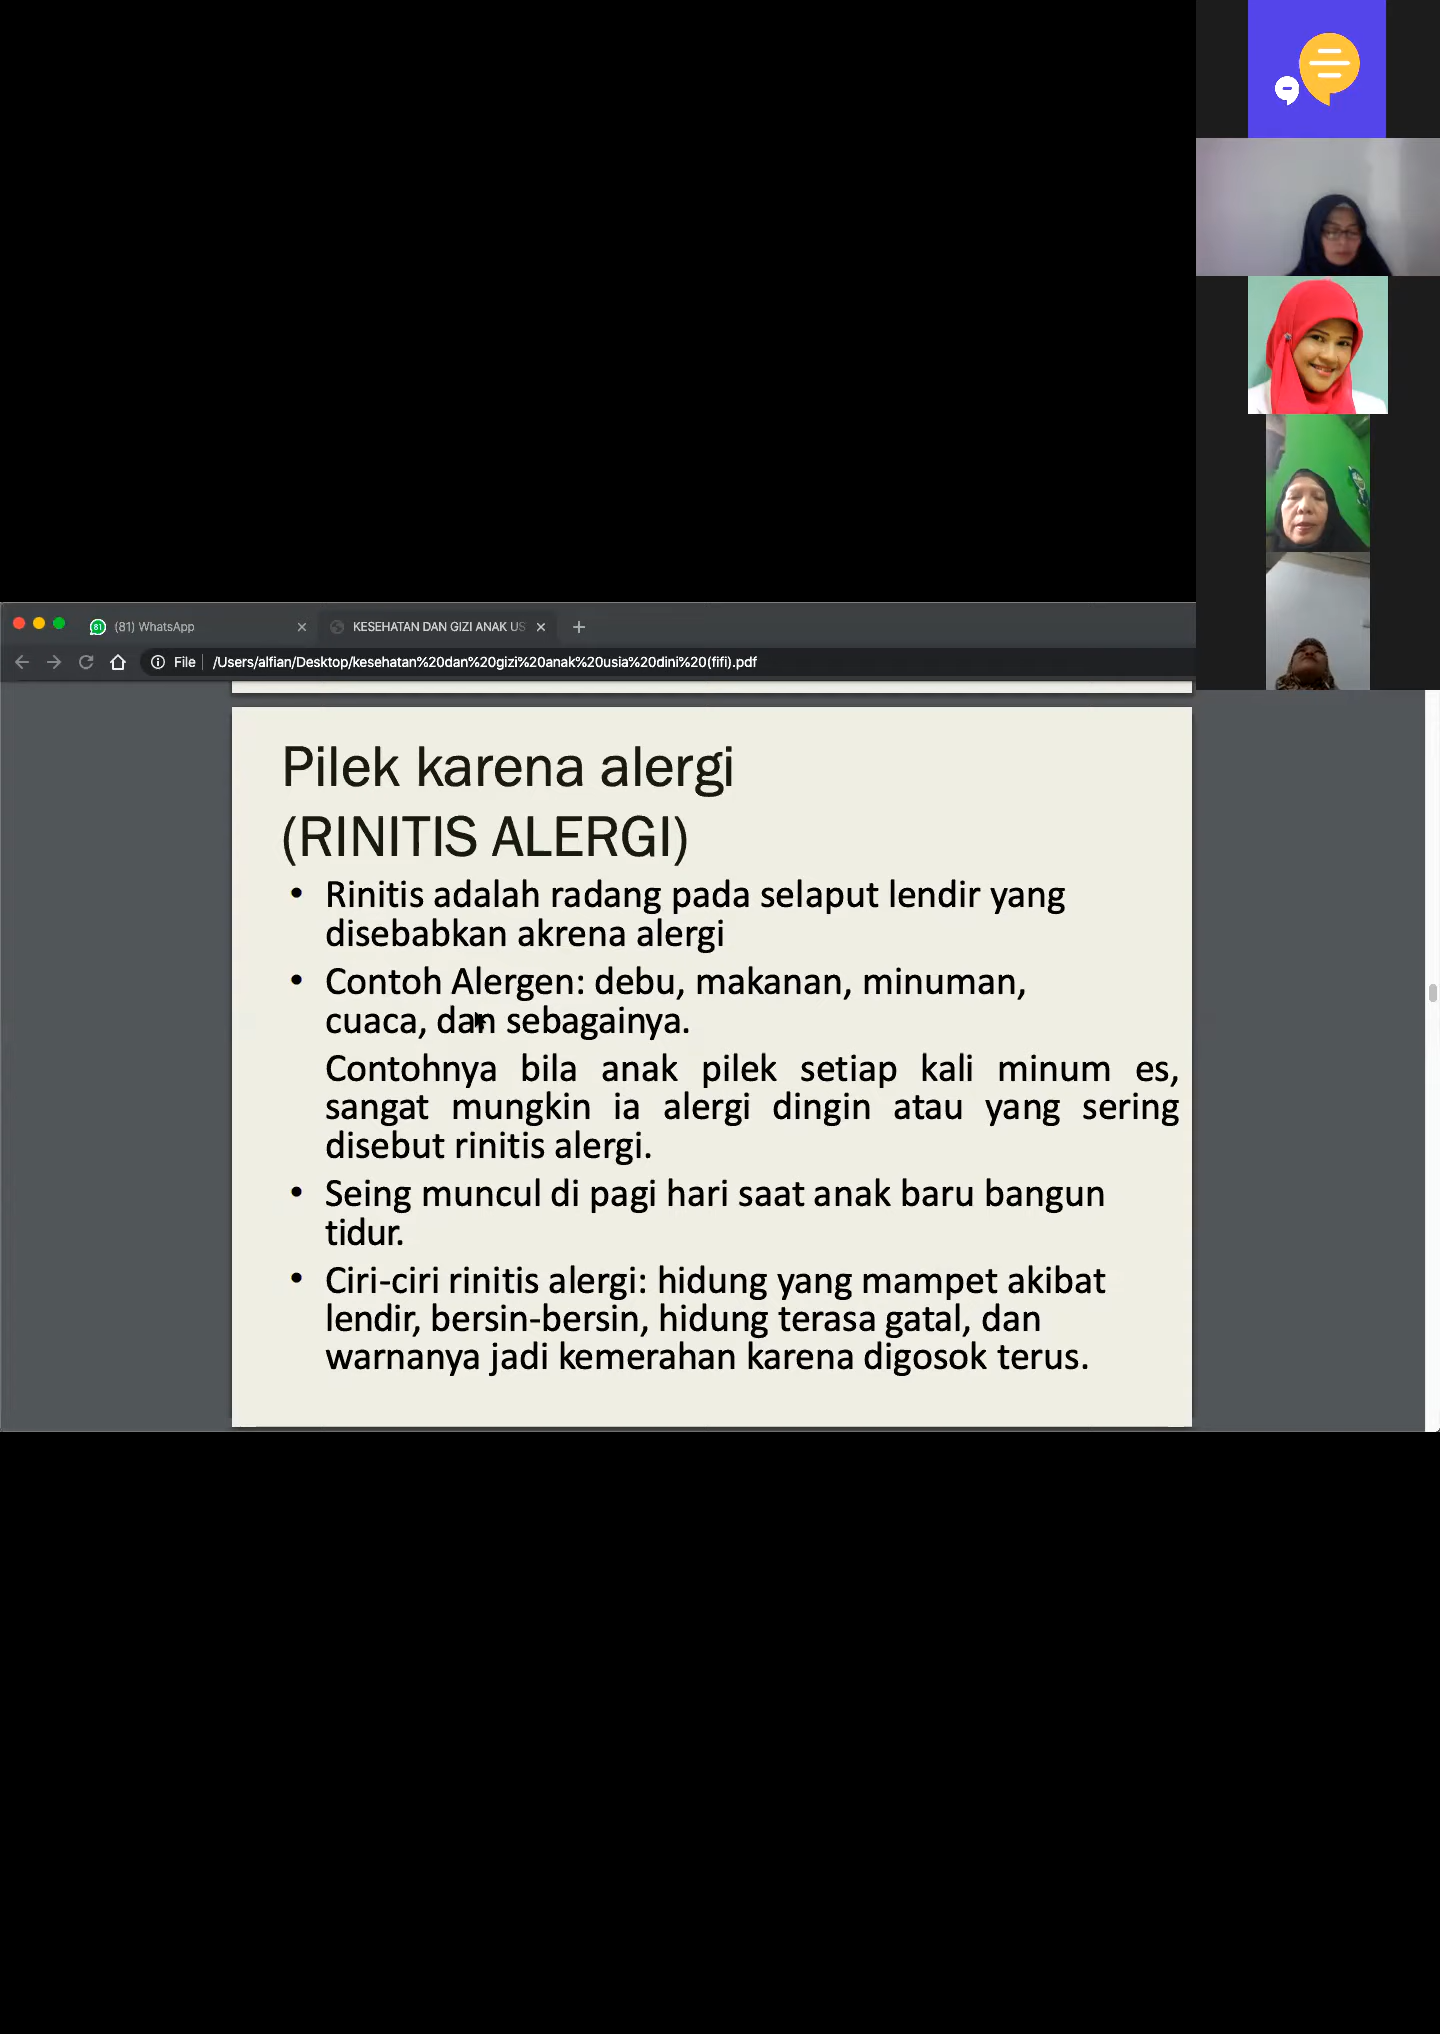 (81) WhatsApp
KESEHATAN DAN GIZI ANAK US
File
/Users/alfian/Desktop/kesehatan%20dan%20gizi%20anak%20usia%20dini%20(fifi).pdf
Pilek karena alergi
(RINITIS ALERGI)
• Rinitis adalah radang pada selaput lendir yang
disebabkan akrena alergi
• Contoh Alergen: debu, makanan, minuman,
cuaca, dan sebagainya.
Contohnya bila anak pilek setiap kali minum es,
sangat mungkin ia alergi dingin atau yang sering
disebut rinitis alergi.
• Seing muncul di pagi hari saat anak baru bangun
tidur.
• Ciri-ciri rinitis alergi: hidung yang mampet akibat
lendir, bersin-bersin, hidung terasa gatal, dan
warnanya jadi kemerahan karena digosok terus.